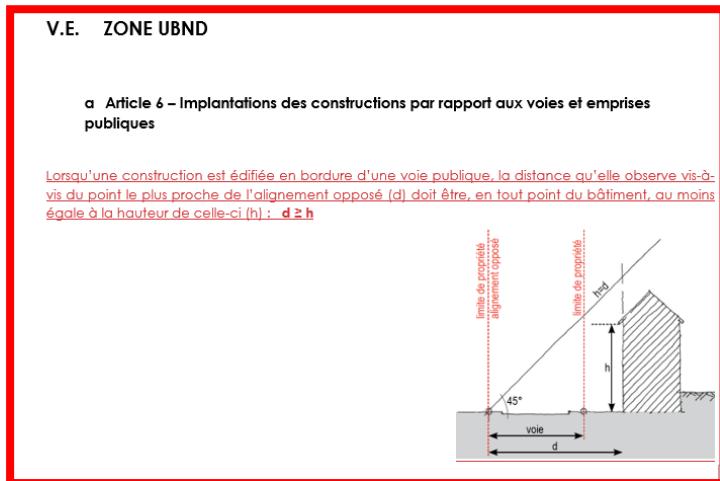 V.E. ZONE UBND
a Article 6 – Implantations des constructions par rapport aux voies et emprises
publiques
Lorsqu'une construction est édifiée en bordure d'une voie publique, la distance qu'elle observe vis-à-
vis du point le plus proche de l'alignement opposé (d) doit être, en tout point du bâtiment, au moins
égale à la hauteur de celle-ci (h) : d ≥ h
limite de propriété
alignement opposé
limite de propriété
h=d
h
45°
voie
d